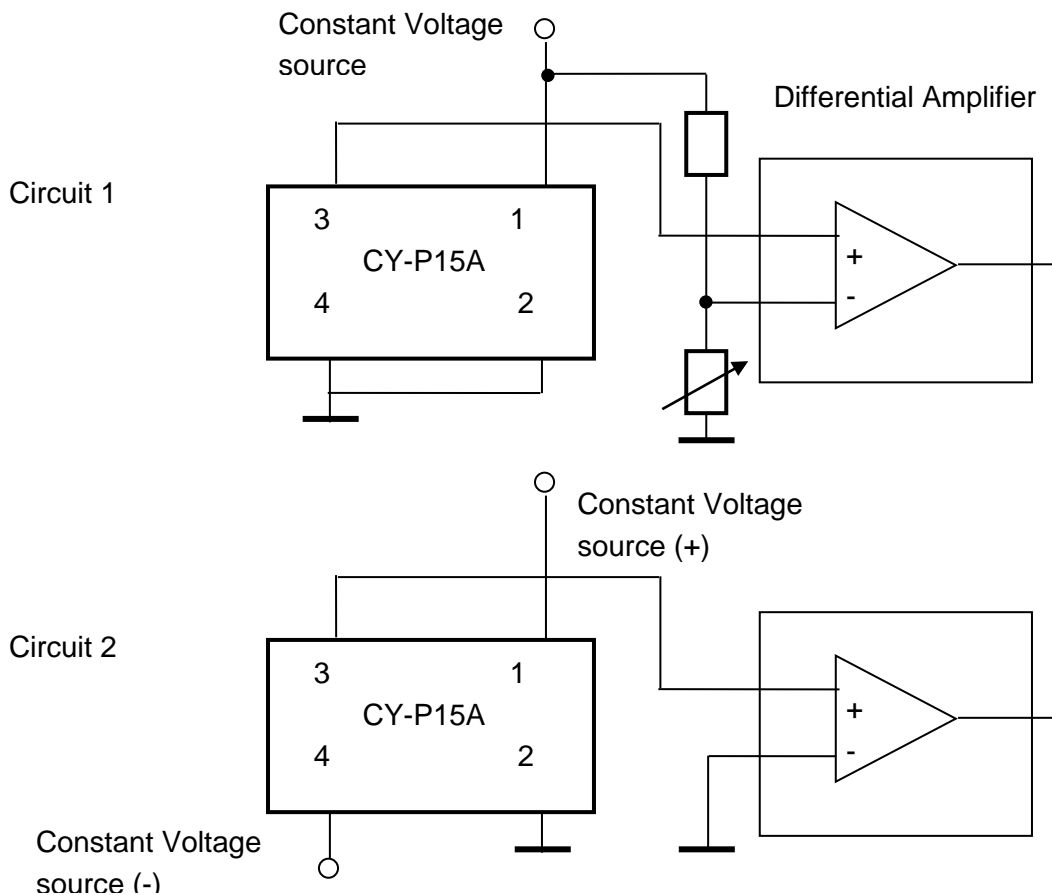 Constant Voltage
source
Differential Amplifier
Circuit 1
3 1
CY-P15A
4 2
+
-
Constant Voltage
source (+)
Circuit 2
3 1
CY-P15A
4 2
+
-
Constant Voltage
source (-)